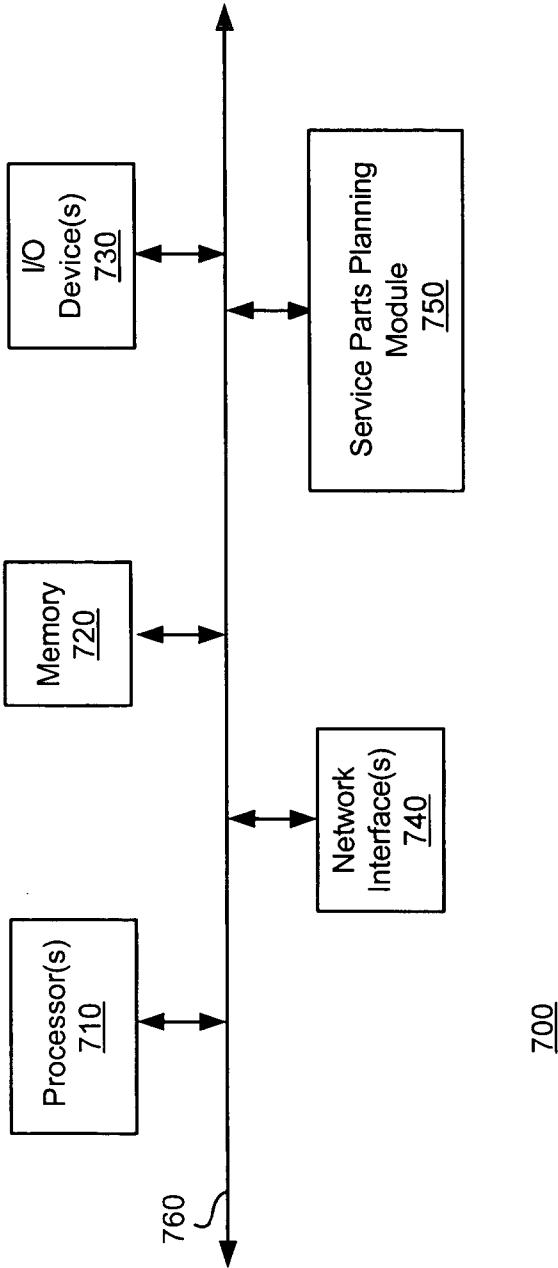 Processor(s)
710
Memory
720
I/O
Device(s)
730
760
Network
Interface(s)
740
Service Parts Planning
Module
750
700